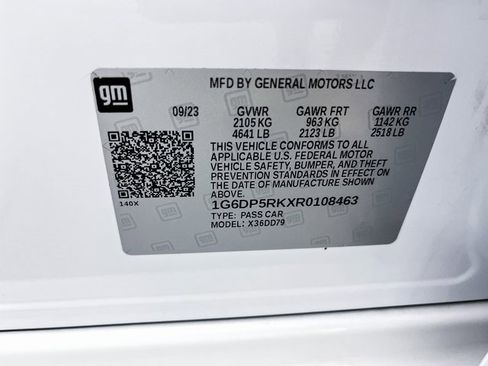 gm
MFD BY GENERAL MOTORS LLC
09/23 GVWR GAWR FRT GAWR RR
2105 KG 963 KG 1142 KG
4641 LB 2123 LB 2518 LB
THIS VEHICLE CONFORMS TO ALL
APPLICABLE U.S. FEDERAL MOTOR
VEHICLE SAFETY, BUMPER, AND THEFT
PREVENTION STANDARDS IN EFFECT ON
THE DATE OF MANUFACTURE SHOWN ABOVE.
140X
1G6DP5RKXR0108463
TYPE: PASS CAR
MODEL: X36DD79